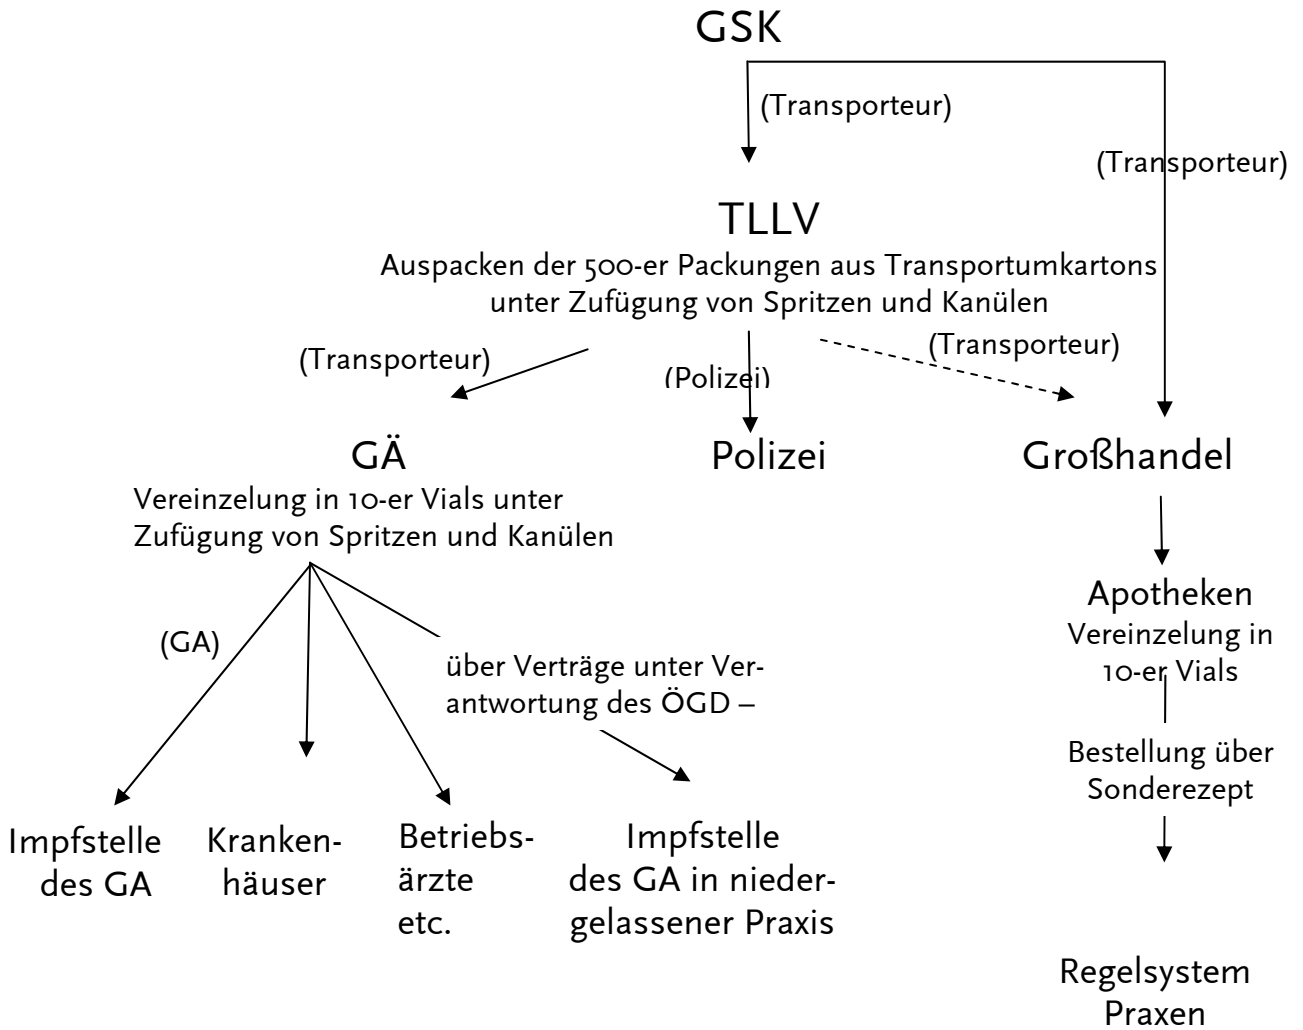 GSK
(Transporteur)
(Transporteur)
TLLV
Auspacken der 500-er Packungen aus Transportumkartons
unter Zufügung von Spritzen und Kanülen
(Transporteur)
(Polizei)
(Transporteur)
GÄ
Polizei
Großhandel
Vereinzelung in 10-er Vials unter
Zufügung von Spritzen und Kanülen
Apotheken
Vereinzelung in
10-er Vials
(GA)
über Verträge unter Ver-
antwortung des ÖGD –
Bestellung über
Sonderezept
Impfstelle
des GA
Kranken-
häuser
Betriebs-
ärzte
etc.
Impfstelle
des GA in nieder-
gelassener Praxis
Regelsystem
Praxen